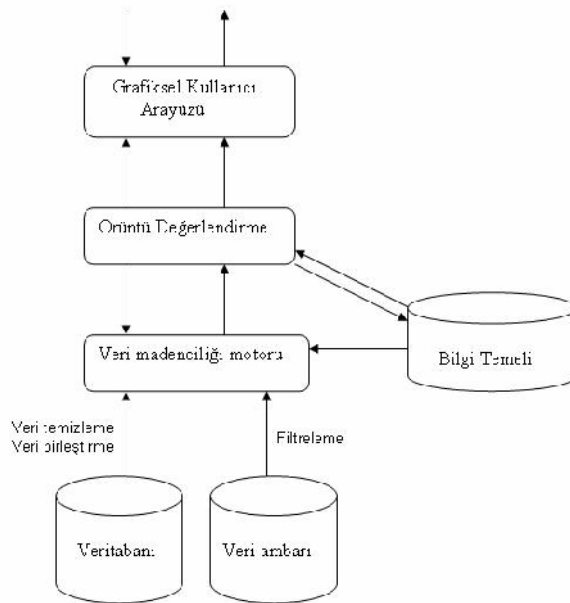 Grafiksel Kullanıcı
Arayüzü
Örüntü Değerlendirme
Veri madenciliği motoru
Bilgi Temeli
Veri temizleme
Veri birleştirme
Filtreleme
Veritabanı
Veri ambarı